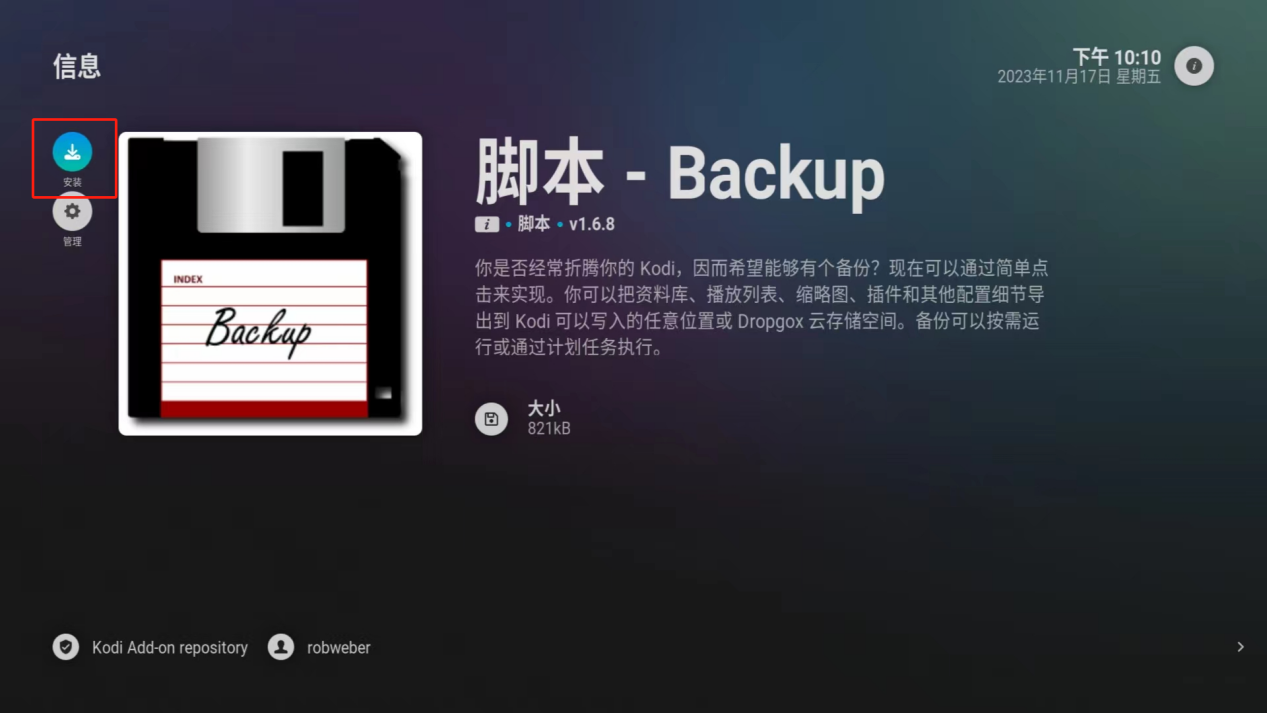 信息
下午 10:10
2023年11月17日 星期五
安装
管理
INDEX
Backup
脚本 - Backup
i • 脚本 • v1.6.8
你是否经常折腾你的 Kodi，因而希望能够有个备份？现在可以通过简单点
击来实现。你可以把资料库、播放列表、缩略图、插件和其他配置细节导
出到 Kodi 可以写入的任意位置或 Dropgox 云存储空间。备份可以按需运
行或通过计划任务执行。
大小
821kB
Kodi Add-on repository
robweber